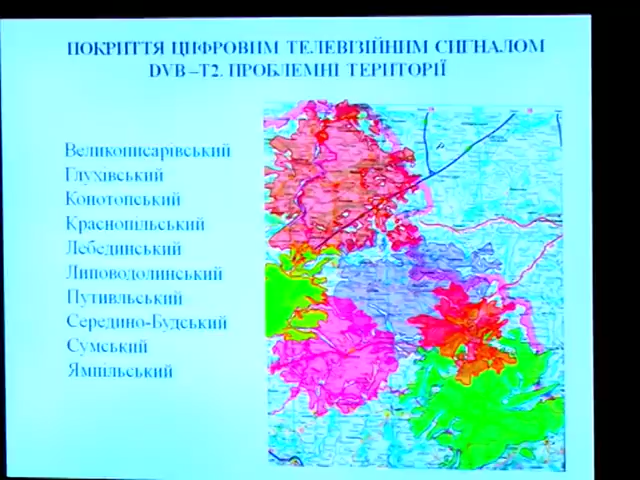 ПОКРИТТЯ ЦИФРОВИМ ТЕЛЕВІЗІЙНИМ СИГНАЛОМ
DVB –T2. ПРОБЛЕМНІ ТЕРИТОРІЇ
Великописарівський
Глухівський
Конотопський
Краснопільський
Лебединський
Липоводолинський
Путивльський
Середино-Будський
Сумський
Ямпільський